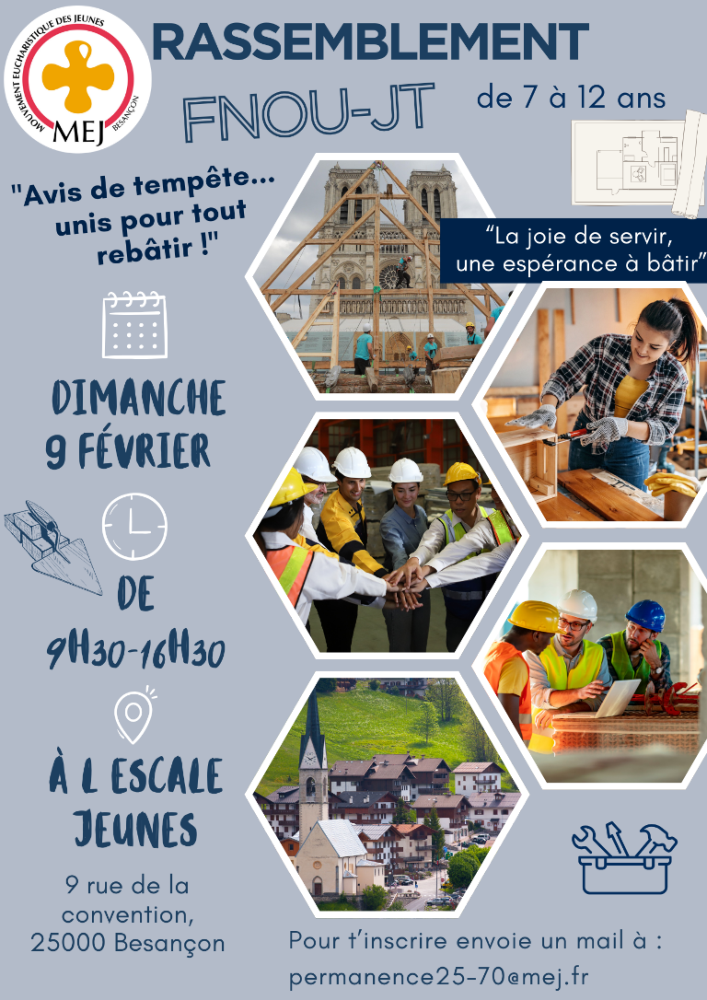 MOUVEMENT EUCHARISTIQUE DES JEUNES
MEJ
BESANÇON
RASSEMBLEMENT
FNOU-JT
de 7 à 12 ans
"Avis de tempête...
unis pour tout
rebâtir !"
“La joie de servir,
une espérance à bâtir”
DIMANCHE
9 FÉVRIER
DE
9H30-16H30
À L ESCALE
JEUNES
9 rue de la
convention,
25000 Besançon
Pour t’inscrire envoie un mail à :
permanence25-70@mej.fr